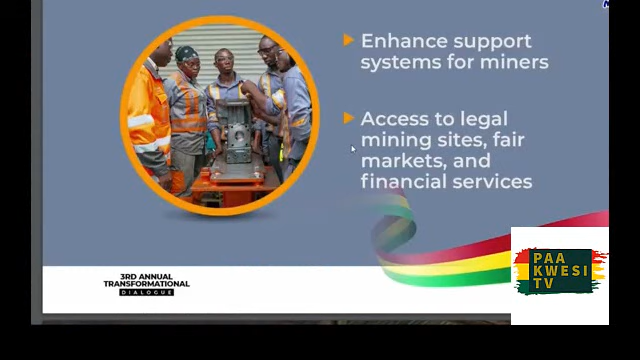 Enhance support
systems for miners
Access to legal
mining sites, fair
markets, and
financial services
3RD ANNUAL
TRANSFORMATIONAL
DIALOGUE
PAA
KWESI
TV